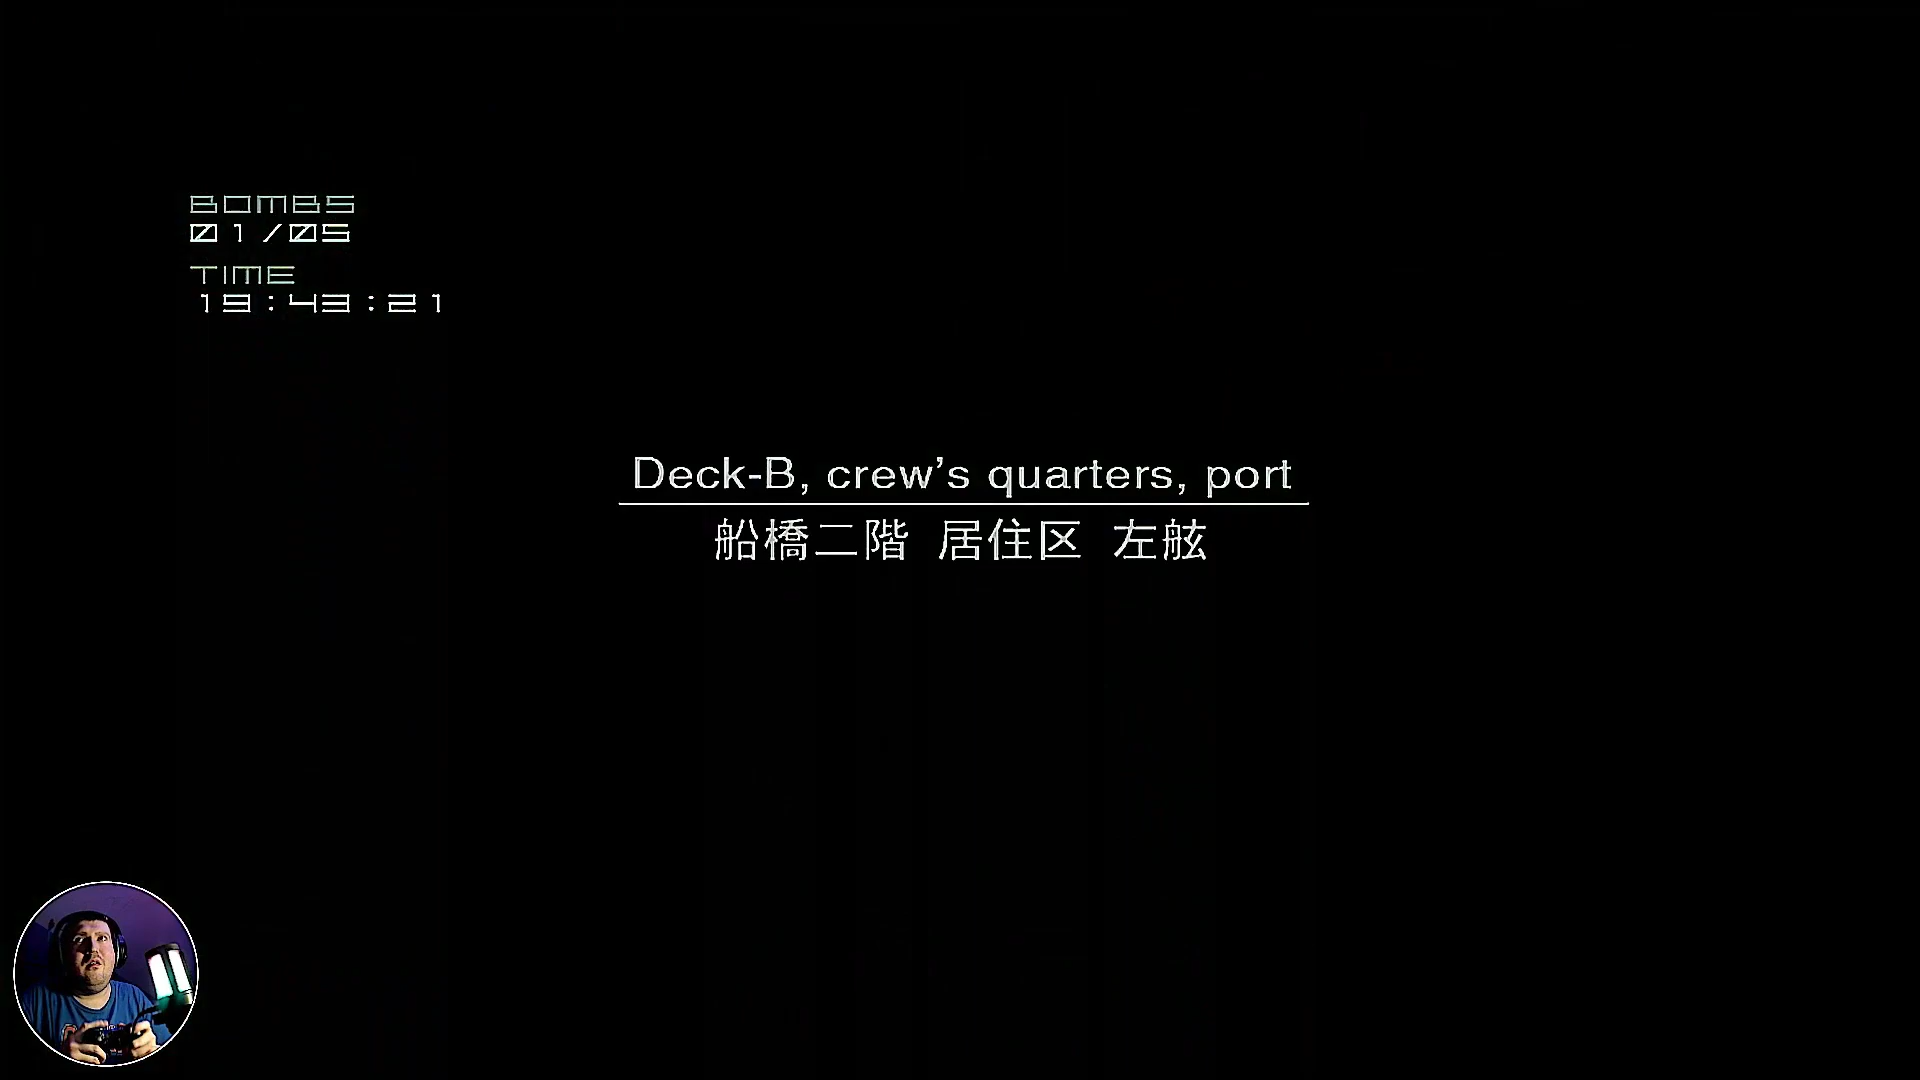 BOMBS
01/05
TIME
19:43:21
Deck-B, crew's quarters, port
船橋二階 居住区 左舷